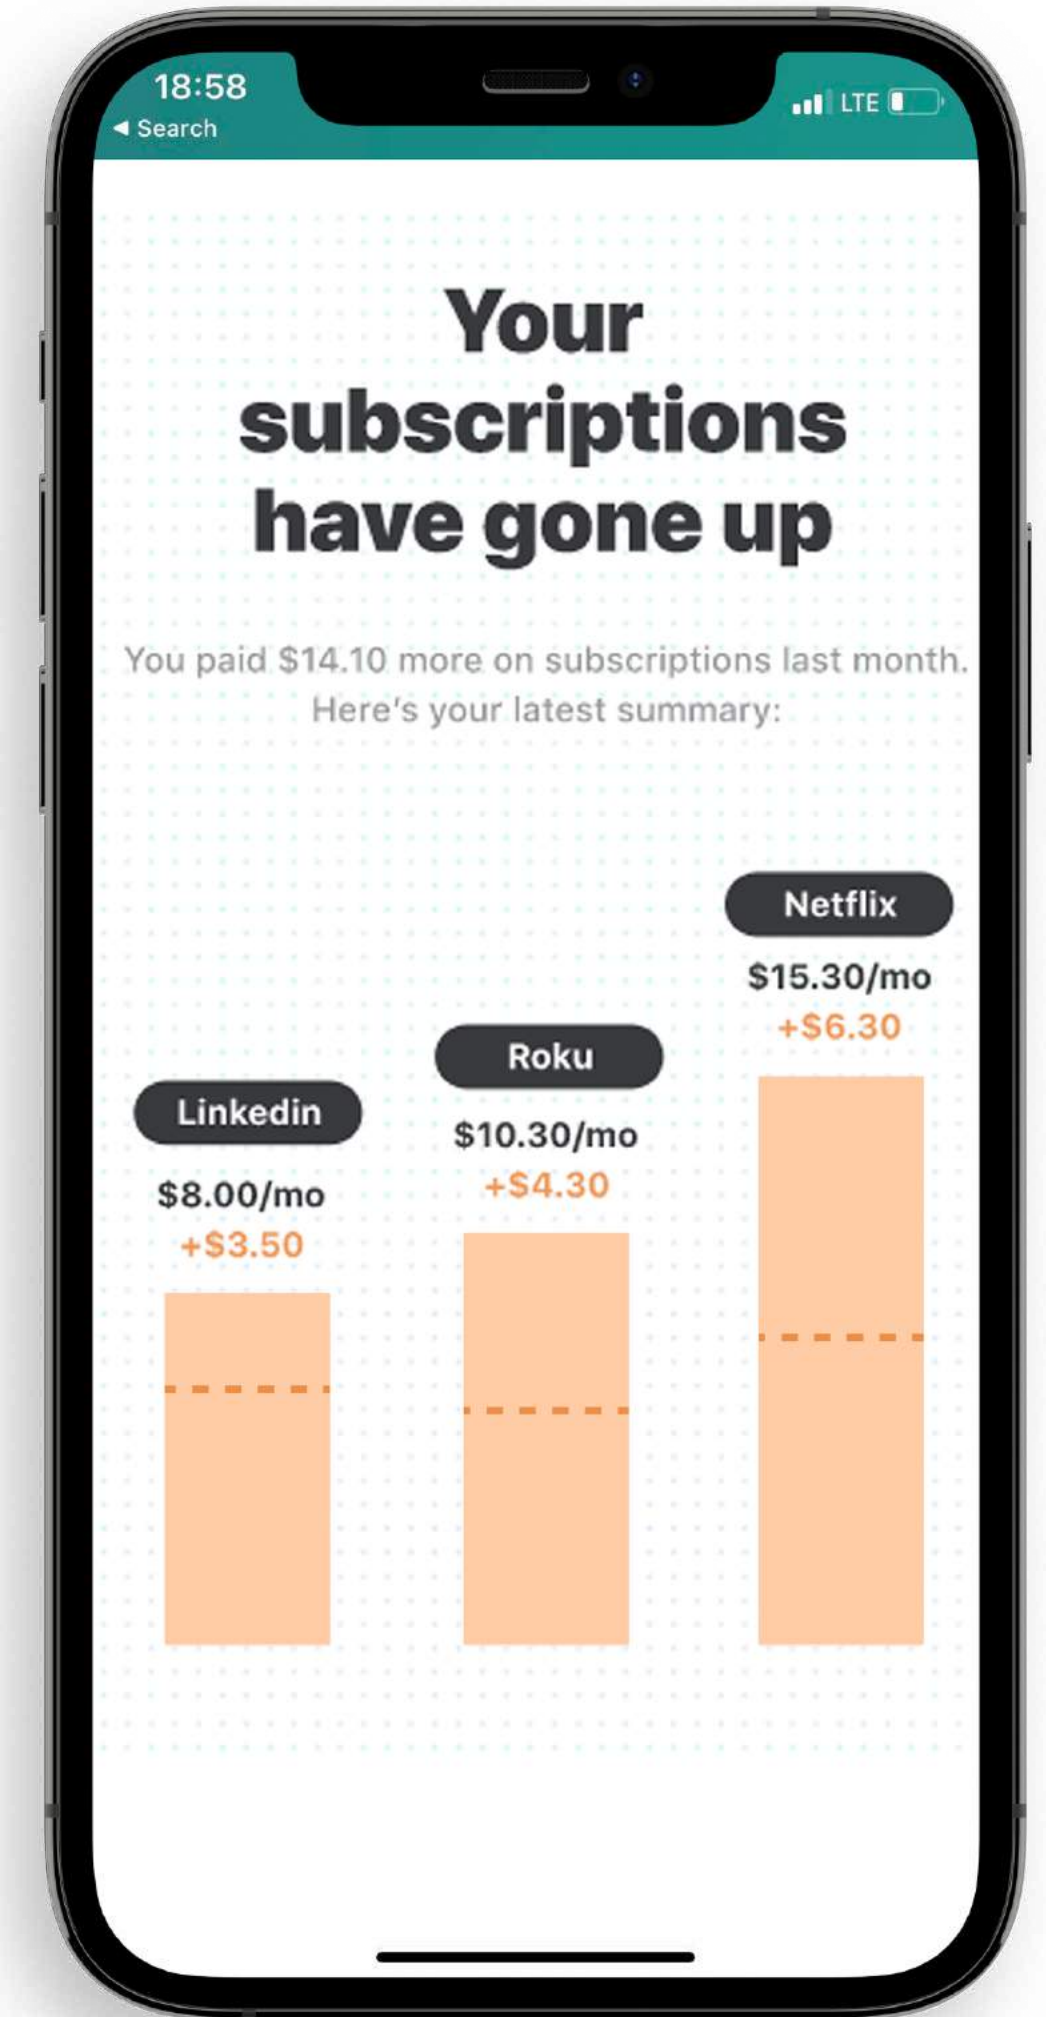 18:58
◀ Search
LTE
Your
subscriptions
have gone up
You paid $14.10 more on subscriptions last month.
Here's your latest summary:
Netflix
$15.30/mo
+$6.30
Roku
$10.30/mo
+$4.30
Linkedin
$8.00/mo
+$3.50